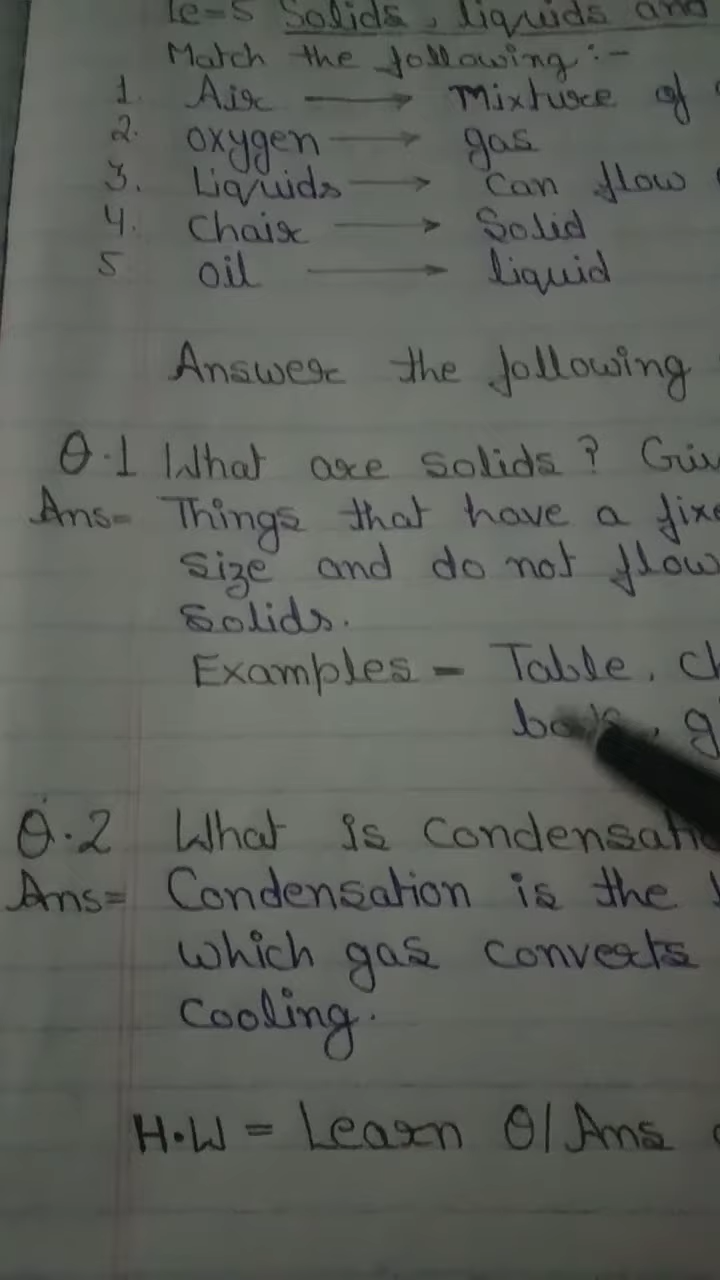 Le-5 Solids, liquids and
Match the following:-
1. Air → Mixture of
2. oxygen → gas
3. Liquids → can flow
4. Chair → Solid
5 oil → liquid
Answer the following
Q.1 What are solids?
Ans= Things that have a
size and do not flow
solids.
Examples - Table,
Q.2 What is
Ans= Condensation is the
which gas converts
cooling.
H.W = Learn Q/Ans